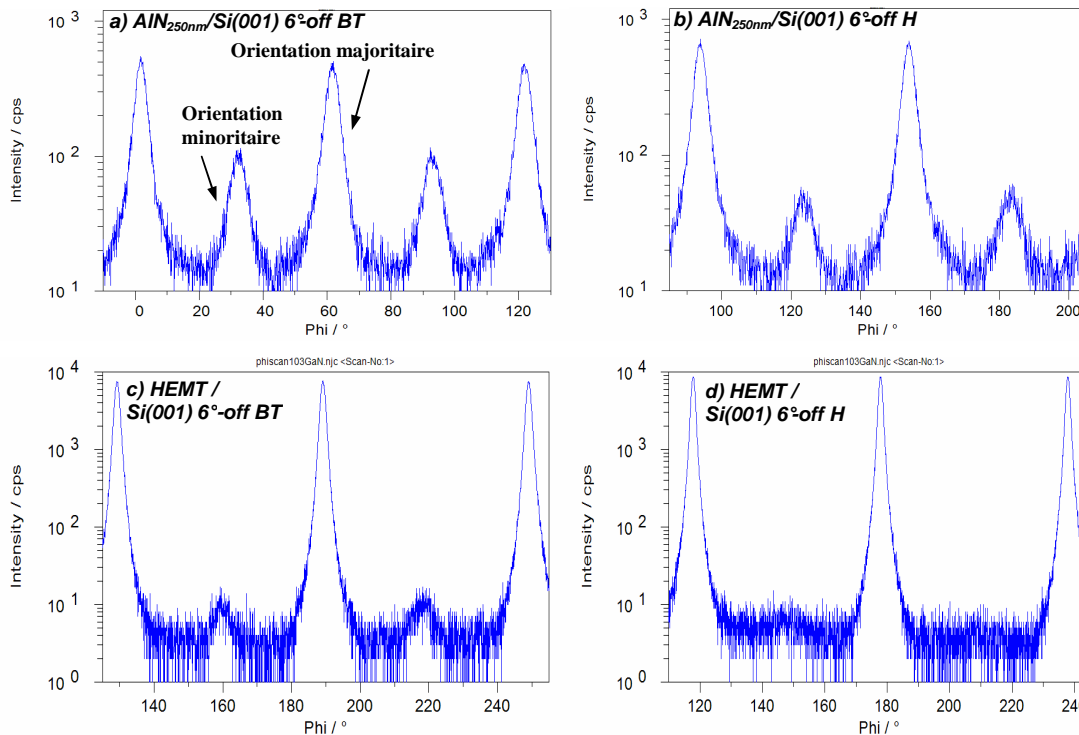 a) AlN250nm/Si(001) 6°-off BT
Orientation majoritaire
Orientation
minoritaire
Intensity / cps
10 3
10 2
10 1
0 20 40 60 80 100 120
Phi / °
b) AlN250nm/Si(001) 6°-off H
Intensity / cps
10 3
10 2
10 1
100 120 140 160 180 200
Phi / °
phiscan103GaN.njc <Scan-No:1>
c) HEMT /
Si(001) 6°-off BT
Intensity / cps
10 4
10 3
10 2
10 1
10 0
140 160 180 200 220 240
Phi / °
phiscan103GaN.njc <Scan-No:1>
d) HEMT /
Si(001) 6°-off H
Intensity / cps
10 4
10 3
10 2
10 1
10 0
120 140 160 180 200 220 240
Phi / °